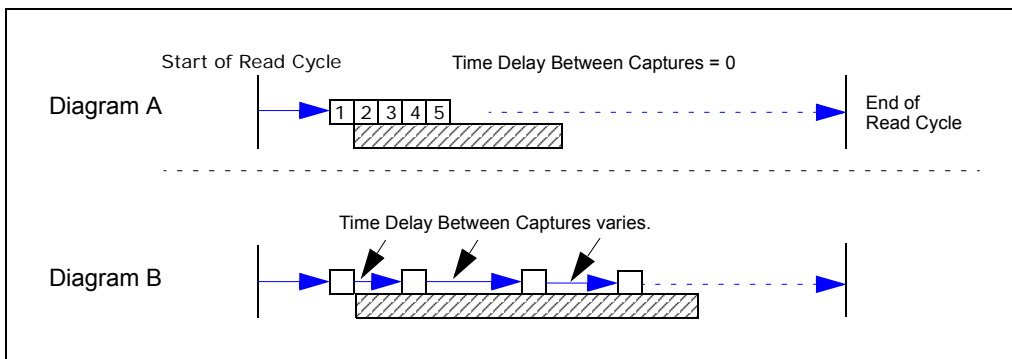 Start of Read Cycle
Time Delay Between Captures = 0
Diagram A
1 2 3 4 5
End of
Read Cycle
Time Delay Between Captures varies.
Diagram B